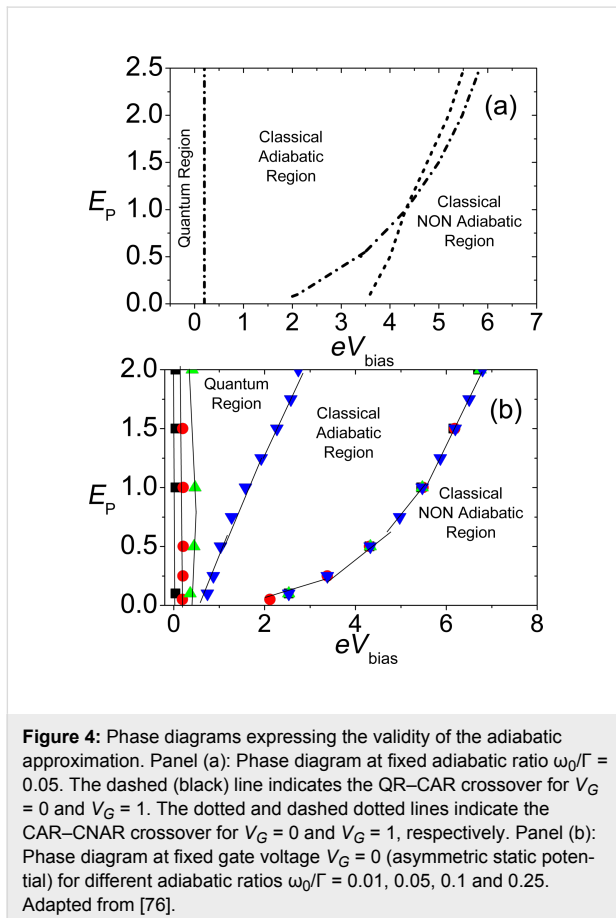 2.5
2.0
1.5
1.0
0.5
0.0
E_P
Quantum Region
Classical
Adiabatic
Region
(a)
Classical
NON Adiabatic
Region
0 1 2 3 4 5 6 7
eV_bias
2.0
1.5
1.0
0.5
0.0
E_P
Quantum
Region
Classical
Adiabatic
Region
(b)
Classical
NON Adiabatic
Region
0 2 4 6 8
eV_bias
Figure 4: Phase diagrams expressing the validity of the adiabatic
approximation. Panel (a): Phase diagram at fixed adiabatic ratio ω₀/Γ =
0.05. The dashed (black) line indicates the QR–CAR crossover for V_G
= 0 and V_G = 1. The dotted and dashed dotted lines indicate the
CAR–CNAR crossover for V_G = 0 and V_G = 1, respectively. Panel (b):
Phase diagram at fixed gate voltage V_G = 0 (asymmetric static poten-
tial) for different adiabatic ratios ω₀/Γ = 0.01, 0.05, 0.1 and 0.25.
Adapted from [76].